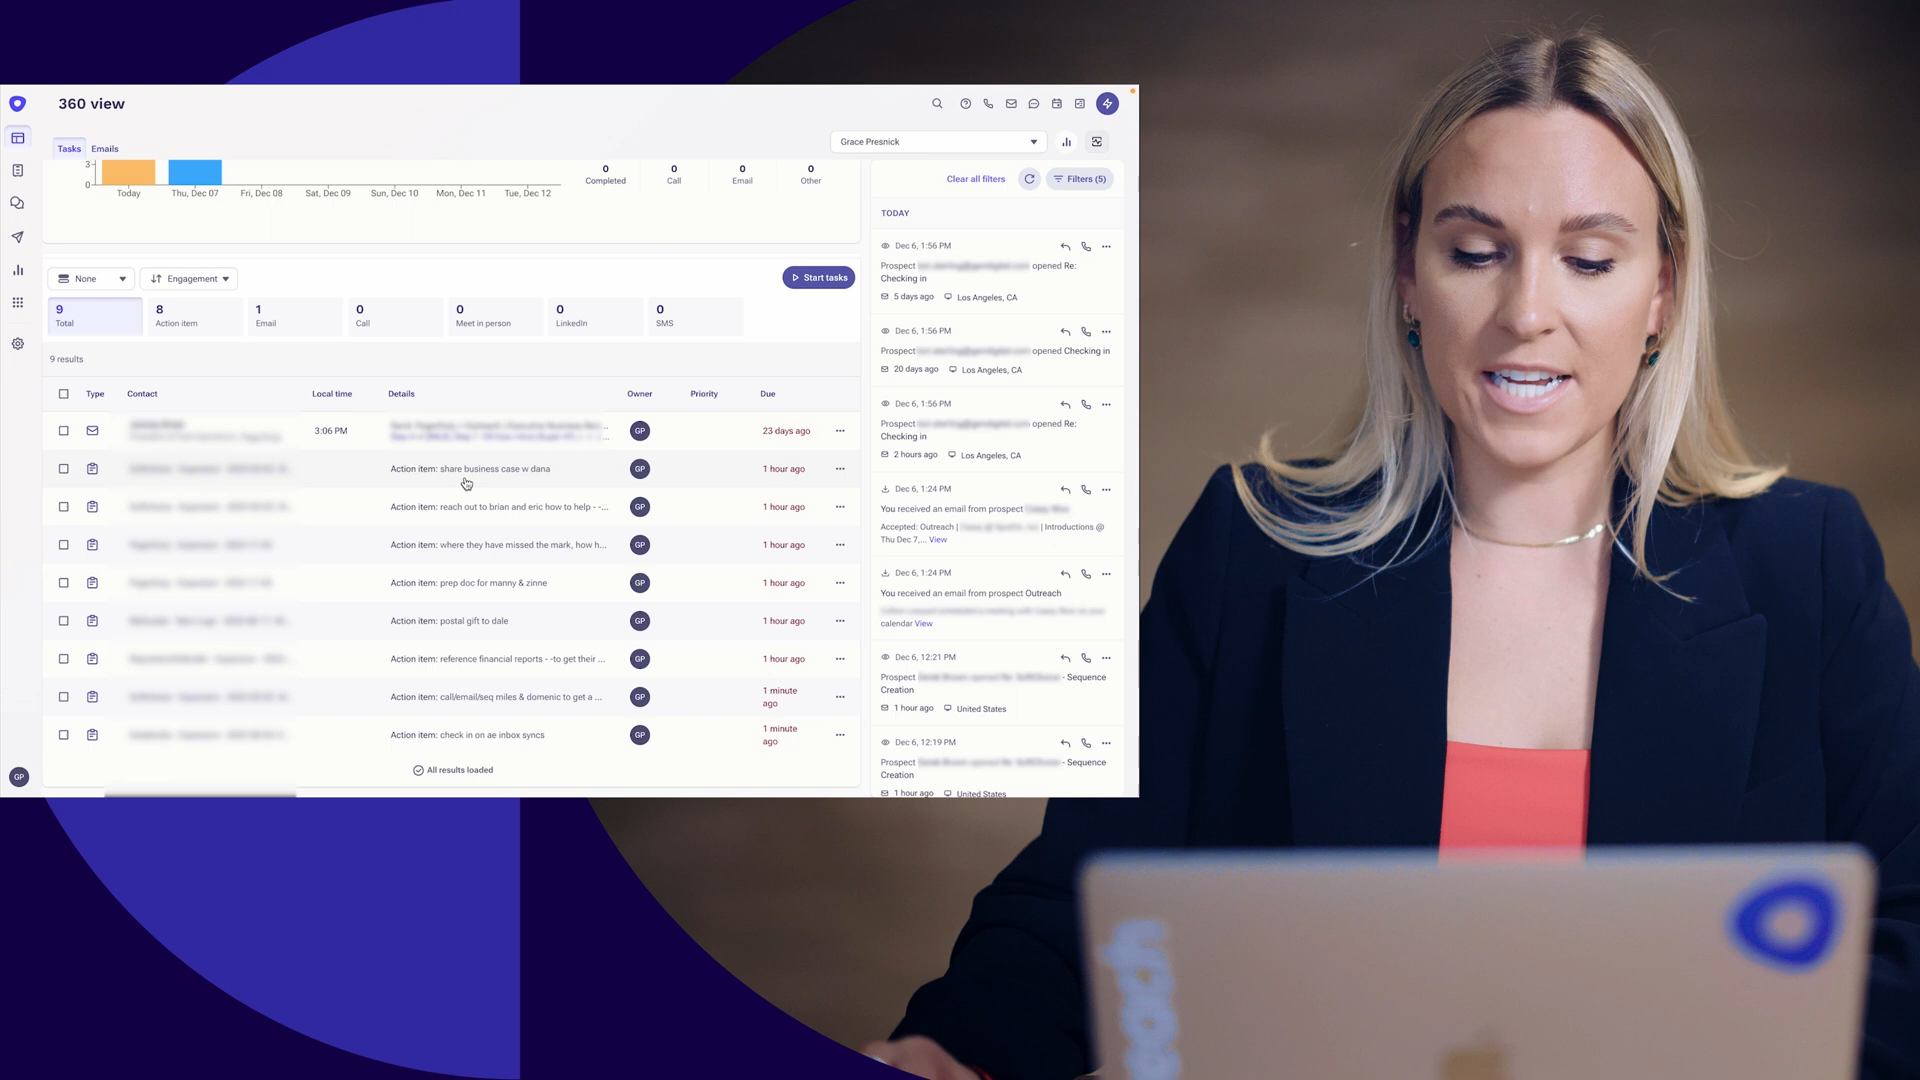 360 view
Tasks
Emails
Grace Presnick
3
0
Today
Thu, Dec 07
Fri, Dec 08
Sat, Dec 09
Sun, Dec 10
Mon, Dec 11
Tue, Dec 12
0
Completed
0
Call
0
Email
0
Other
Clear all filters
Filters (5)
None
Engagement
Start tasks
9
Total
8
Action item
1
Email
0
Call
0
Meet in person
0
LinkedIn
0
SMS
9 results
Type
Contact
Local time
Details
Owner
Priority
Due
3:06 PM
GP
23 days ago
Action item: share business case w dana
GP
1 hour ago
Action item: reach out to brian and eric how to help - -...
GP
1 hour ago
Action item: where they have missed the mark, how h...
GP
1 hour ago
Action item: prep doc for manny & zinne
GP
1 hour ago
Action item: postal gift to dale
GP
1 hour ago
Action item: reference financial reports - -to get their ...
GP
1 hour ago
Action item: call/email/seq miles & domenic to get a ...
GP
1 minute
ago
Action item: check in on ae inbox syncs
GP
1 minute
ago
All results loaded
GP
TODAY
Dec 6, 1:56 PM
Prospect opened Re:
Checking in
5 days ago
Los Angeles, CA
Dec 6, 1:56 PM
Prospect opened Checking in
20 days ago
Los Angeles, CA
Dec 6, 1:56 PM
Prospect opened Re:
Checking in
2 hours ago
Los Angeles, CA
Dec 6, 1:24 PM
You received an email from prospect
Accepted: Outreach | | Introductions @
Thu Dec 7,... View
Dec 6, 1:24 PM
You received an email from prospect Outreach
calendar View
Dec 6, 12:21 PM
Prospect - Sequence
Creation
1 hour ago
United States
Dec 6, 12:19 PM
Prospect - Sequence
Creation
1 hour ago
United States